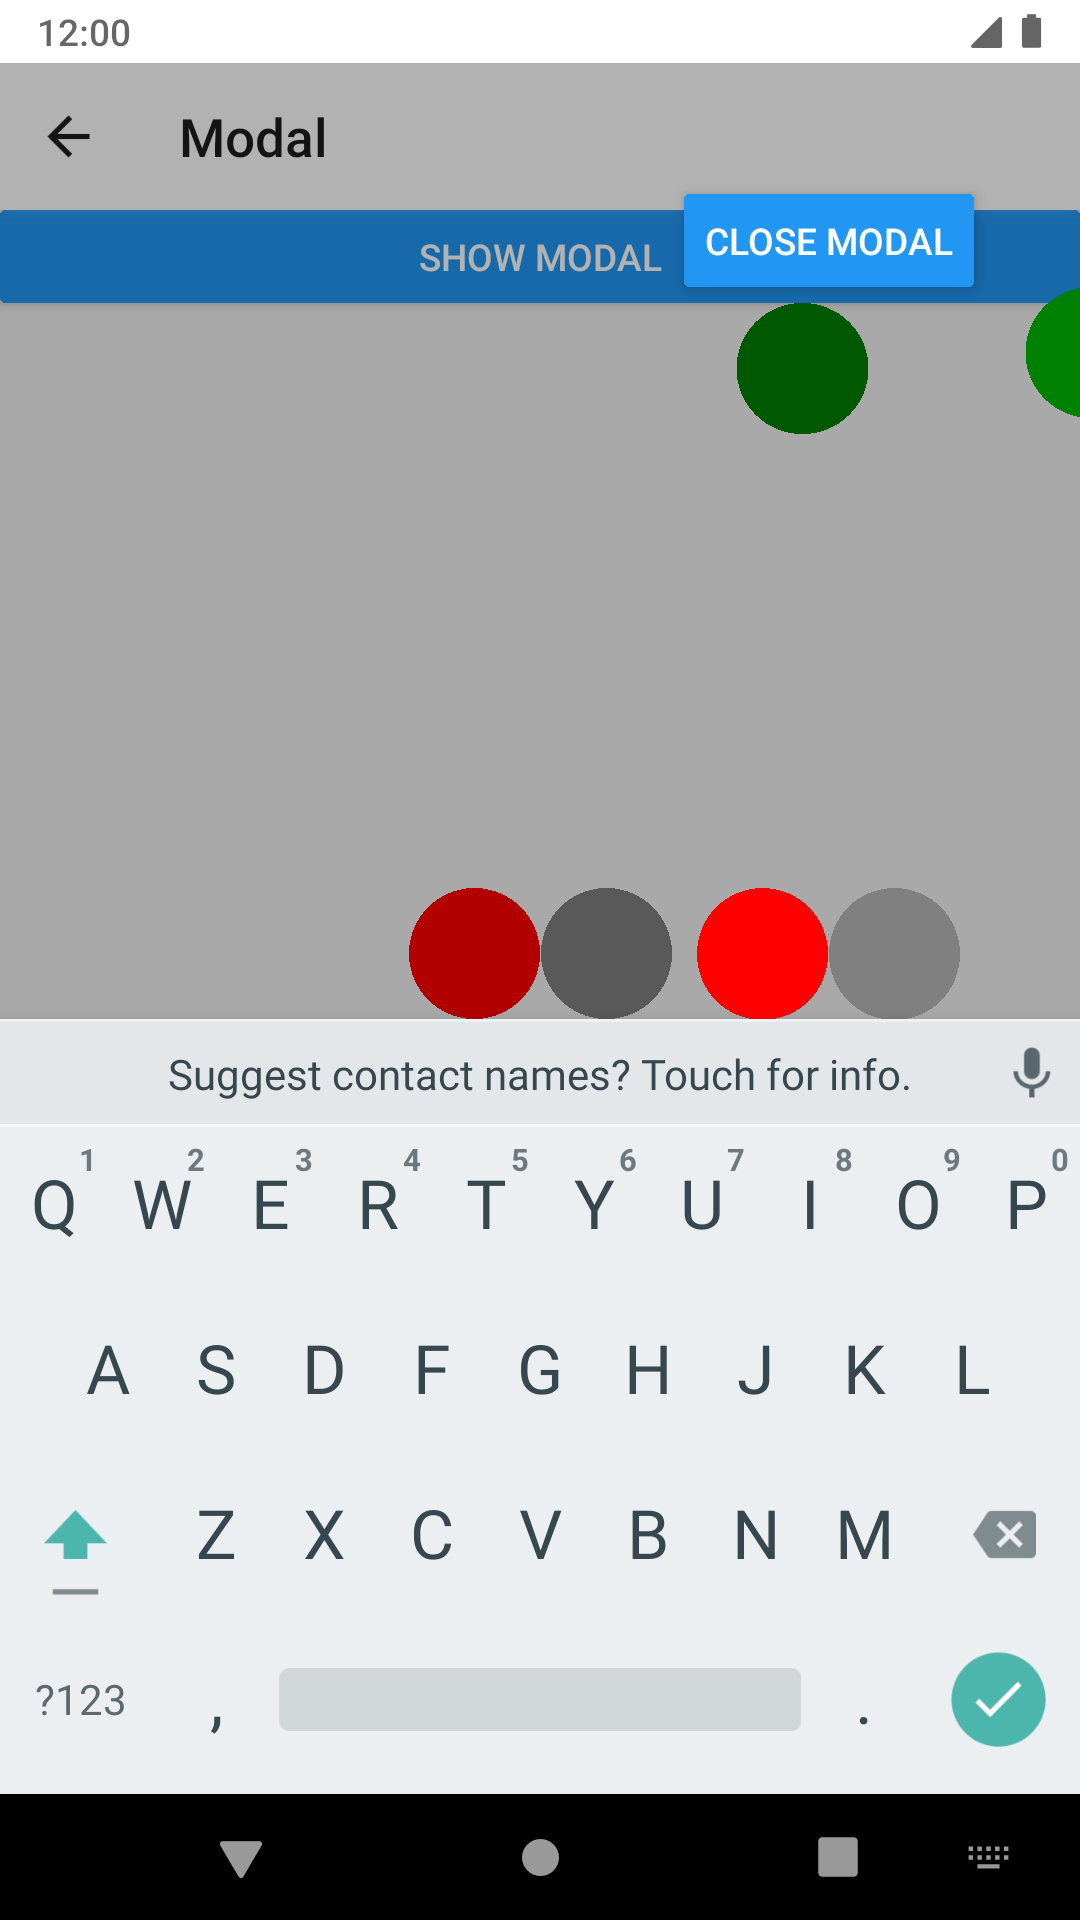 12:00
Modal
SHOW MODAL
CLOSE MODAL
Suggest contact names? Touch for info.
1 2 3 4 5 6 7 8 9 0
Q W E R T Y U I O P
A S D F G H J K L
Z X C V B N M
?123 , .